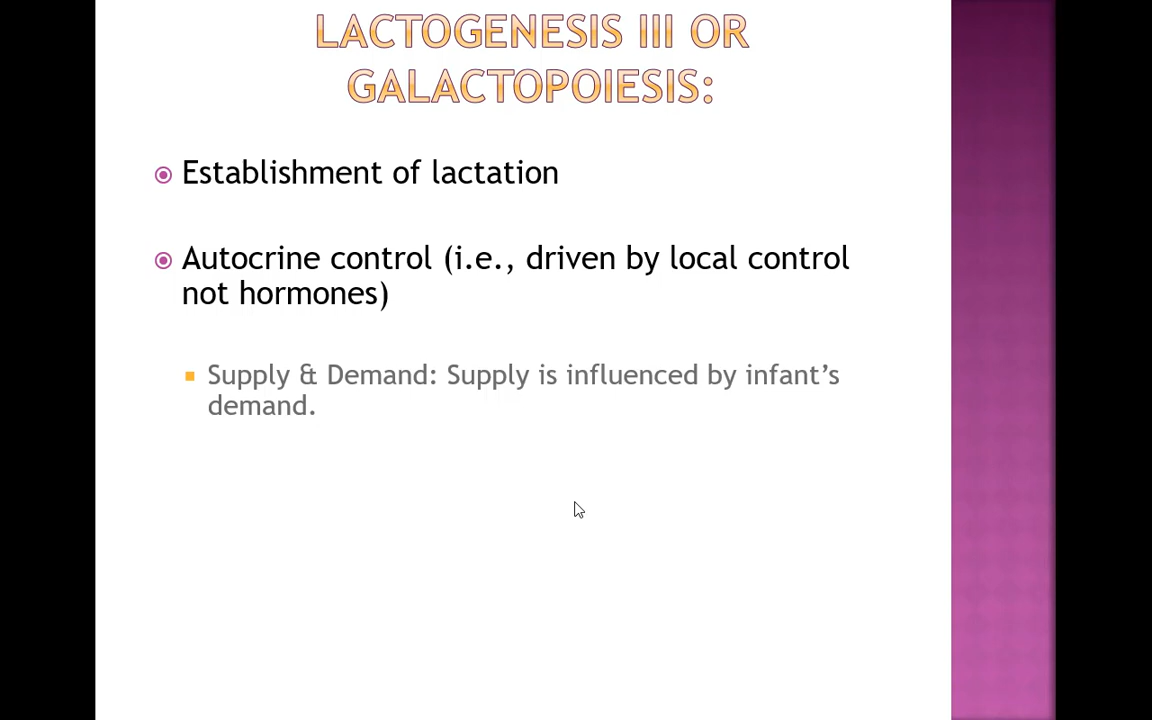 LACTOGENESIS III OR
GALACTOPOIESIS:
Establishment of lactation
Autocrine control (i.e., driven by local control
not hormones)
Supply & Demand: Supply is influenced by infant’s
demand.